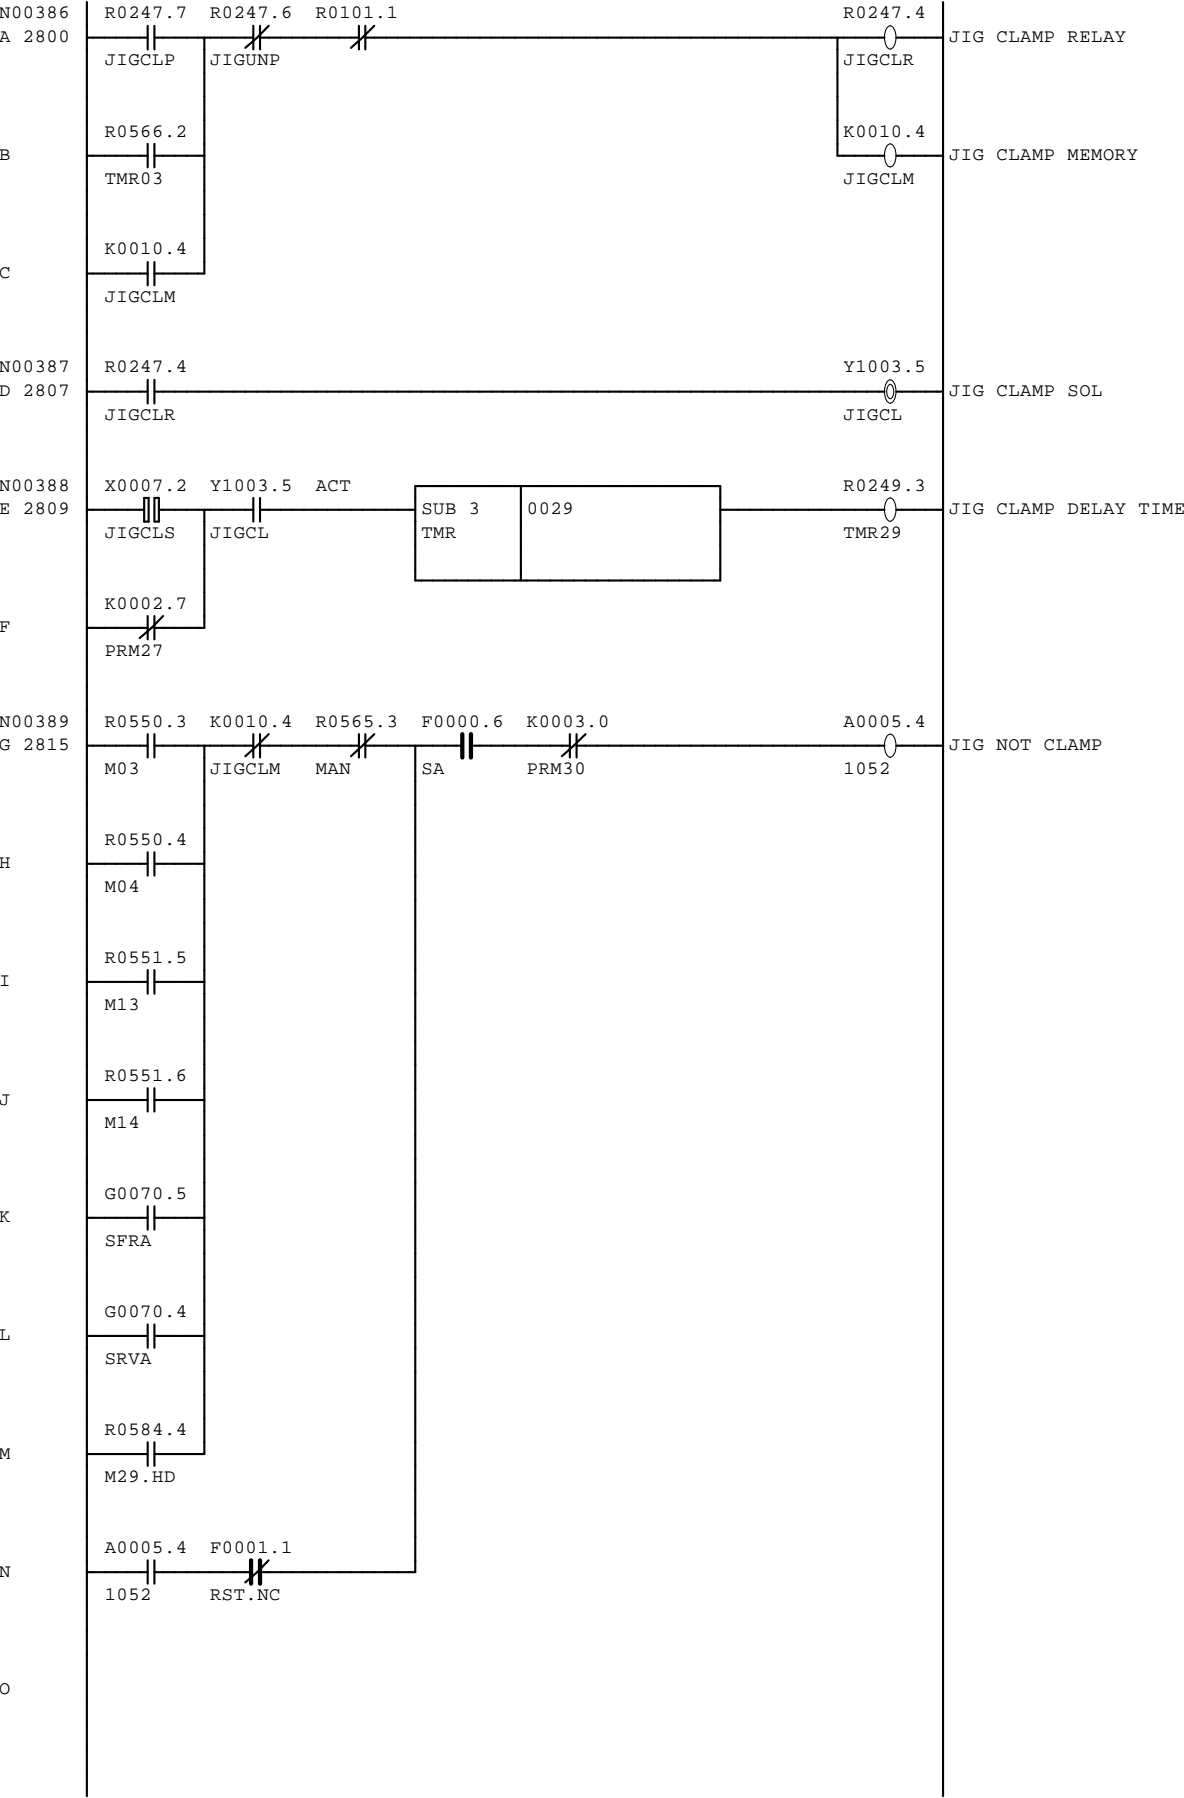 N00386 R0247.7 R0247.6 R0101.1 R0247.4
A 2800 JIG CLAMP RELAY
JIGCLP JIGUNP JIGCLR
R0566.2 K0010.4
B JIG CLAMP MEMORY
TMR03 JIGCLM
K0010.4
C
JIGCLM
N00387 R0247.4 Y1003.5
D 2807 JIG CLAMP SOL
JIGCLR JIGCL
N00388 X0007.2 Y1003.5 ACT R0249.3
E 2809 SUB 3 0029 JIG CLAMP DELAY TIME
JIGCLS JIGCL TMR TMR29
K0002.7
F
PRM27
N00389 R0550.3 K0010.4 R0565.3 F0000.6 K0003.0 A0005.4
G 2815 JIG NOT CLAMP
M03 JIGCLM MAN SA PRM30 1052
R0550.4
H
M04
R0551.5
I
M13
R0551.6
J
M14
G0070.5
K
SFRA
G0070.4
L
SRVA
R0584.4
M
M29.HD
A0005.4 F0001.1
N
1052 RST.NC
O